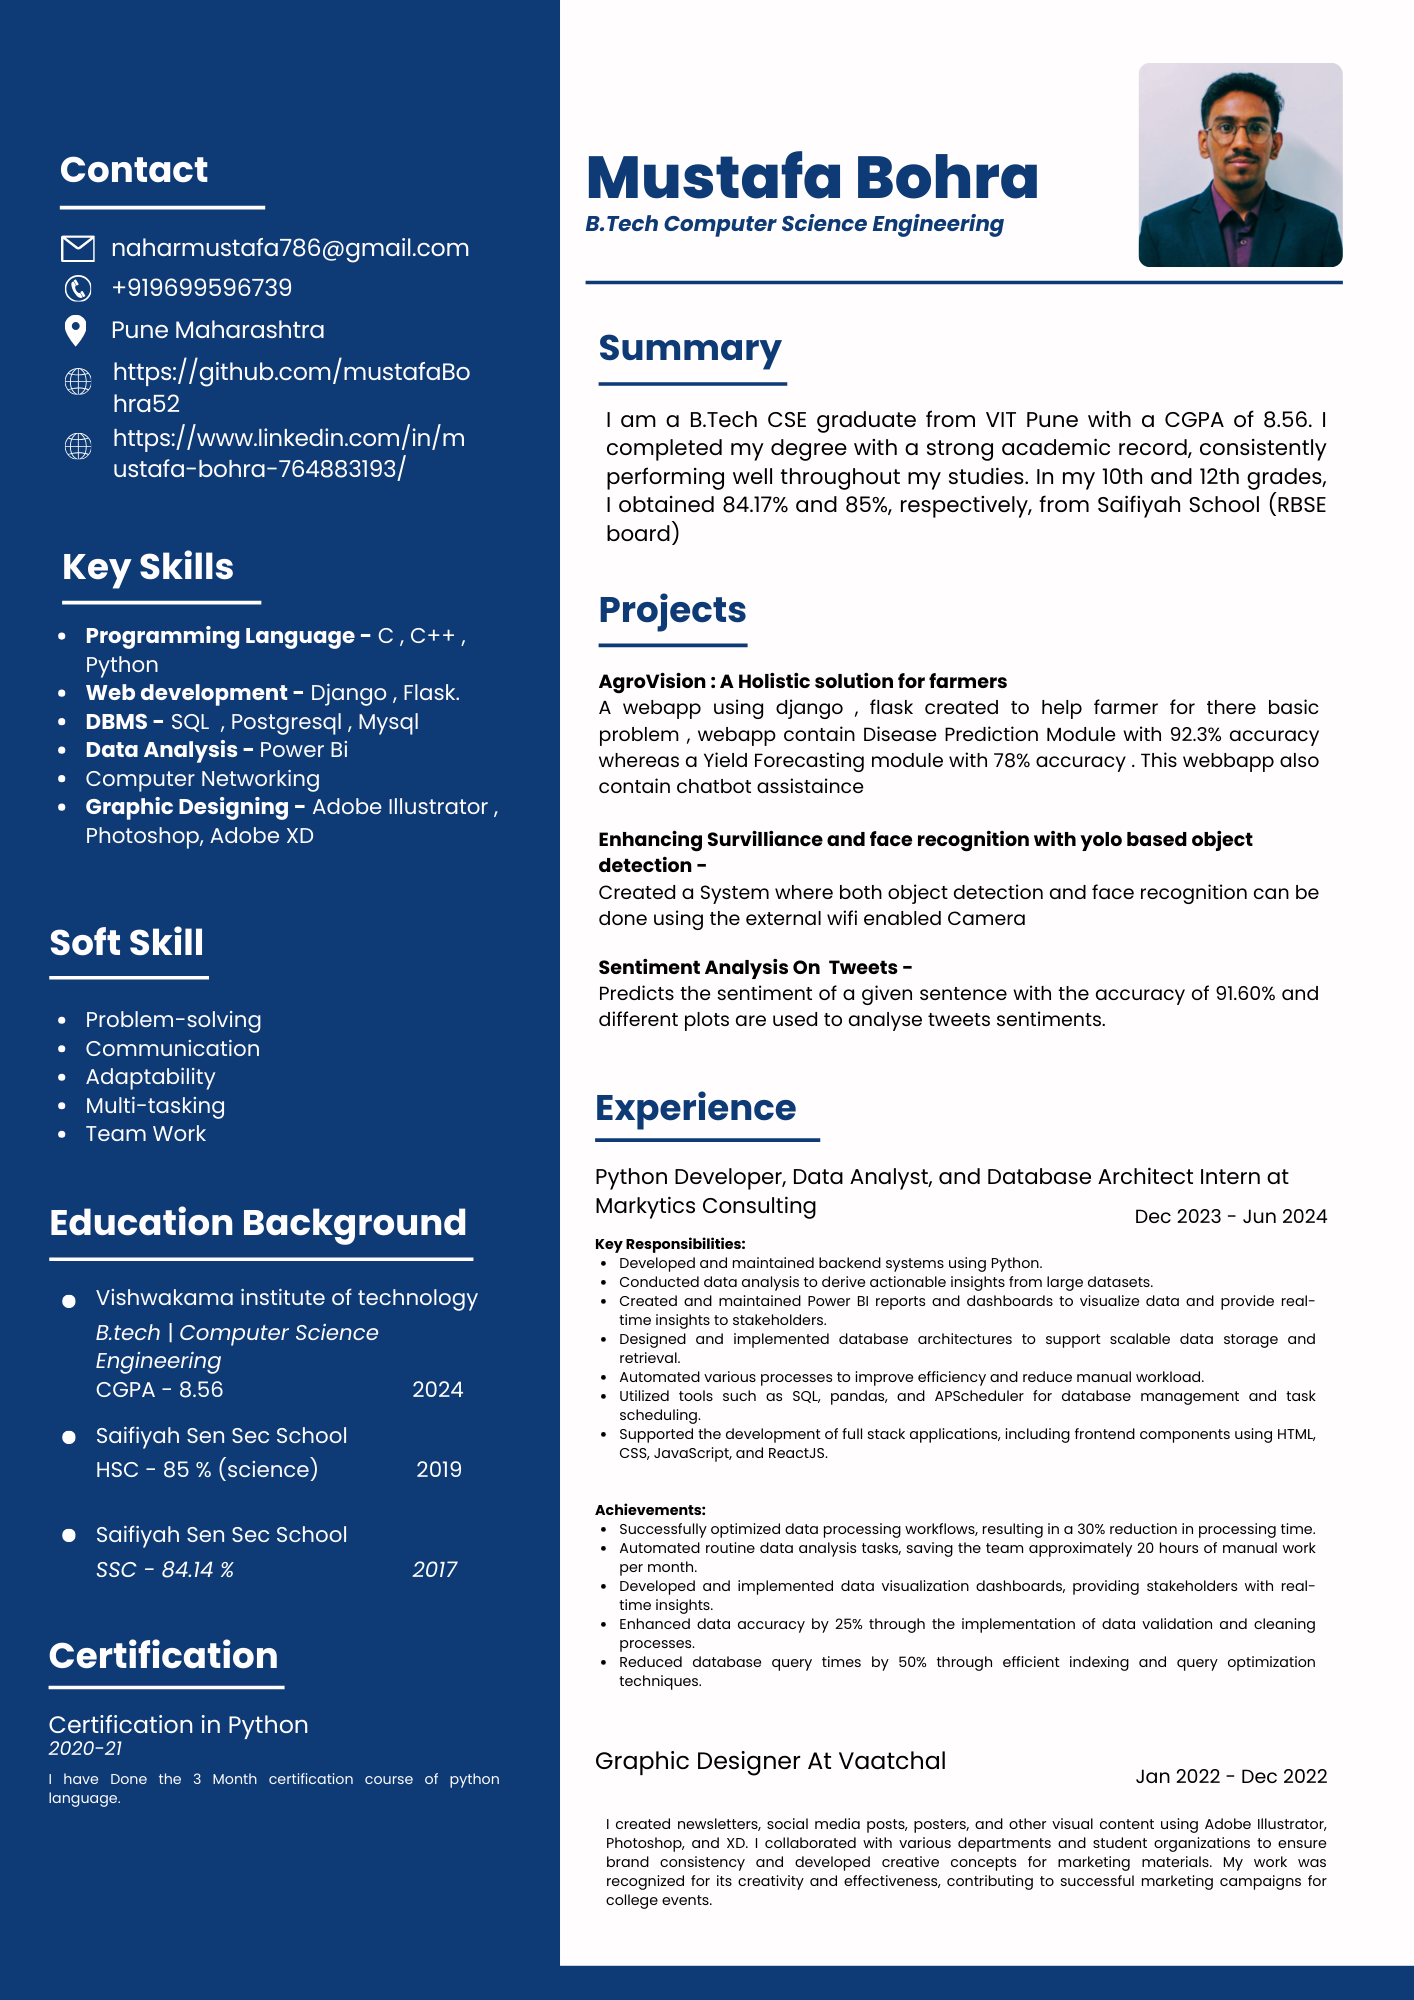 Contact
naharmustafa786@gmail.com
+919699596739
Pune Maharashtra
https://github.com/mustafaBo
hra52
https://www.linkedin.com/in/m
ustafa-bohra-764883193/
Key Skills
• Programming Language - C , C++ ,
Python
• Web development - Django , Flask.
• DBMS - SQL , Postgresql , Mysql
• Data Analysis - Power Bi
• Computer Networking
• Graphic Designing - Adobe Illustrator ,
Photoshop, Adobe XD
Soft Skill
• Problem-solving
• Communication
• Adaptability
• Multi-tasking
• Team Work
Education Background
• Vishwakama institute of technology
B.tech | Computer Science
Engineering
CGPA - 8.56 2024
• Saifiyah Sen Sec School
HSC - 85 % (science) 2019
• Saifiyah Sen Sec School
SSC - 84.14 % 2017
Certification
Certification in Python
2020-21
I have Done the 3 Month certification course of python
language.
Mustafa Bohra
B.Tech Computer Science Engineering
Summary
I am a B.Tech CSE graduate from VIT Pune with a CGPA of 8.56. I
completed my degree with a strong academic record, consistently
performing well throughout my studies. In my 10th and 12th grades,
I obtained 84.17% and 85%, respectively, from Saifiyah School (RBSE
board)
Projects
AgroVision : A Holistic solution for farmers
A webapp using django , flask created to help farmer for there basic
problem , webapp contain Disease Prediction Module with 92.3% accuracy
whereas a Yield Forecasting module with 78% accuracy . This webbapp also
contain chatbot assistaince
Enhancing Survilliance and face recognition with yolo based object
detection -
Created a System where both object detection and face recognition can be
done using the external wifi enabled Camera
Sentiment Analysis On Tweets -
Predicts the sentiment of a given sentence with the accuracy of 91.60% and
different plots are used to analyse tweets sentiments.
Experience
Python Developer, Data Analyst, and Database Architect Intern at
Markytics Consulting
Dec 2023 - Jun 2024
Key Responsibilities:
• Developed and maintained backend systems using Python.
• Conducted data analysis to derive actionable insights from large datasets.
• Created and maintained Power BI reports and dashboards to visualize data and provide real-
time insights to stakeholders.
• Designed and implemented database architectures to support scalable data storage and
retrieval.
• Automated various processes to improve efficiency and reduce manual workload.
• Utilized tools such as SQL, pandas, and APScheduler for database management and task
scheduling.
• Supported the development of full stack applications, including frontend components using HTML,
CSS, JavaScript, and ReactJS.
Achievements:
• Successfully optimized data processing workflows, resulting in a 30% reduction in processing time.
• Automated routine data analysis tasks, saving the team approximately 20 hours of manual work
per month.
• Developed and implemented data visualization dashboards, providing stakeholders with real-
time insights.
• Enhanced data accuracy by 25% through the implementation of data validation and cleaning
processes.
• Reduced database query times by 50% through efficient indexing and query optimization
techniques.
Graphic Designer At Vaatchal
Jan 2022 - Dec 2022
I created newsletters, social media posts, posters, and other visual content using Adobe Illustrator,
Photoshop, and XD. I collaborated with various departments and student organizations to ensure
brand consistency and developed creative concepts for marketing materials. My work was
recognized for its creativity and effectiveness, contributing to successful marketing campaigns for
college events.